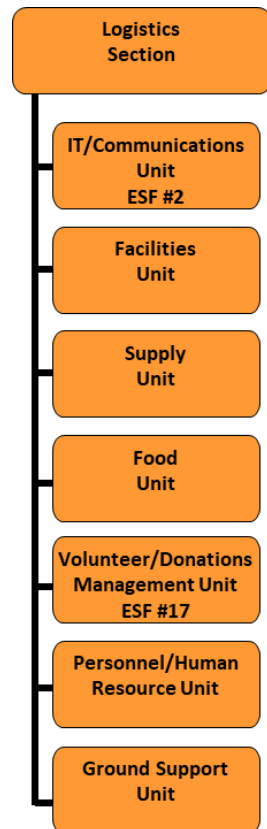 Logistics
Section
IT/Communications
Unit
ESF #2
Facilities
Unit
Supply
Unit
Food
Unit
Volunteer/Donations
Management Unit
ESF #17
Personnel/Human
Resource Unit
Ground Support
Unit